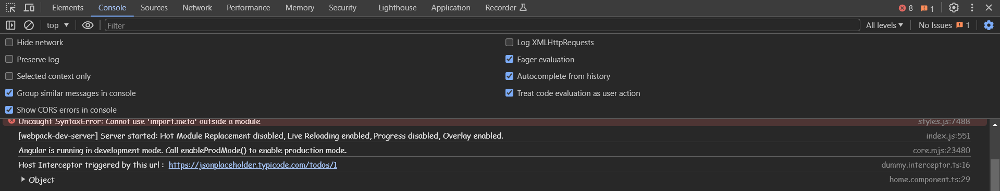 Elements Console Sources Network Performance Memory Security Lighthouse Application Recorder 8 1
top Filter All levels No Issues 1
Hide network Log XMLHttpRequests
Preserve log Eager evaluation
Selected context only Autocomplete from history
Group similar messages in console Treat code evaluation as user action
Show CORS errors in console
Uncaught SyntaxError: Cannot use 'import.meta' outside a module styles.js:7488
[webpack-dev-server] Server started: Hot Module Replacement disabled, Live Reloading enabled, Progress disabled, Overlay enabled. index.js:551
Angular is running in development mode. Call enableProdMode() to enable production mode. core.mjs:23480
Host Interceptor triggered by this url : https://jsonplaceholder.typicode.com/todos/1 dummy.interceptor.ts:16
Object home.component.ts:29